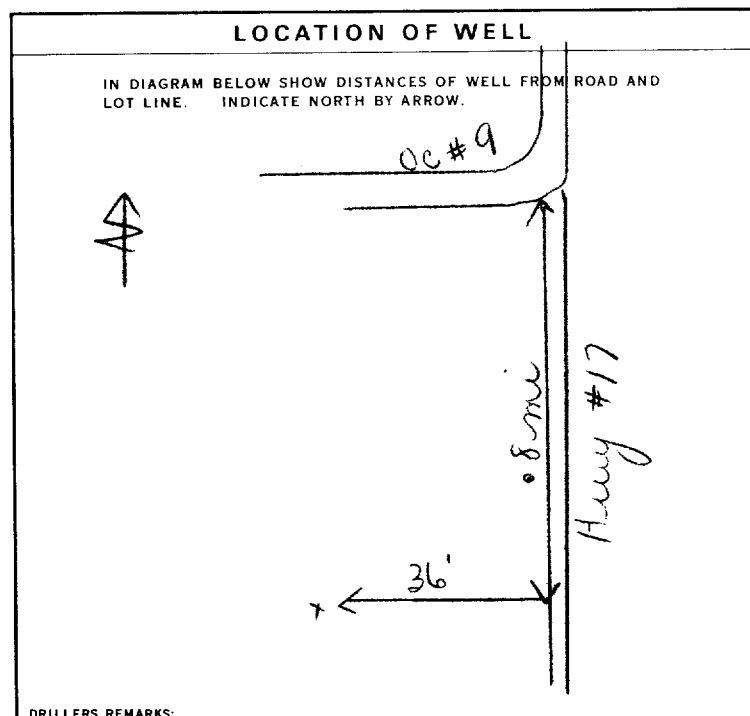 LOCATION OF WELL
IN DIAGRAM BELOW SHOW DISTANCES OF WELL FROM ROAD AND
LOT LINE. INDICATE NORTH BY ARROW.
OC #9
N
.8 mi
Hwy #17
36'
x
DRILLERS REMARKS: